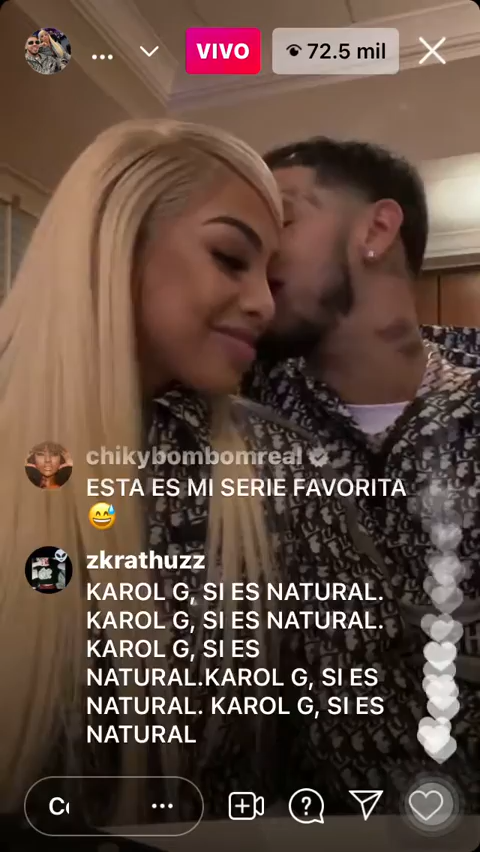 VIVO
72.5 mil
chikybombomreal
ESTA ES MI SERIE FAVORITA
😅
zkrathuzz
KAROL G, SI ES NATURAL.
KAROL G, SI ES NATURAL.
KAROL G, SI ES
NATURAL.KAROL G, SI ES
NATURAL. KAROL G, SI ES
NATURAL